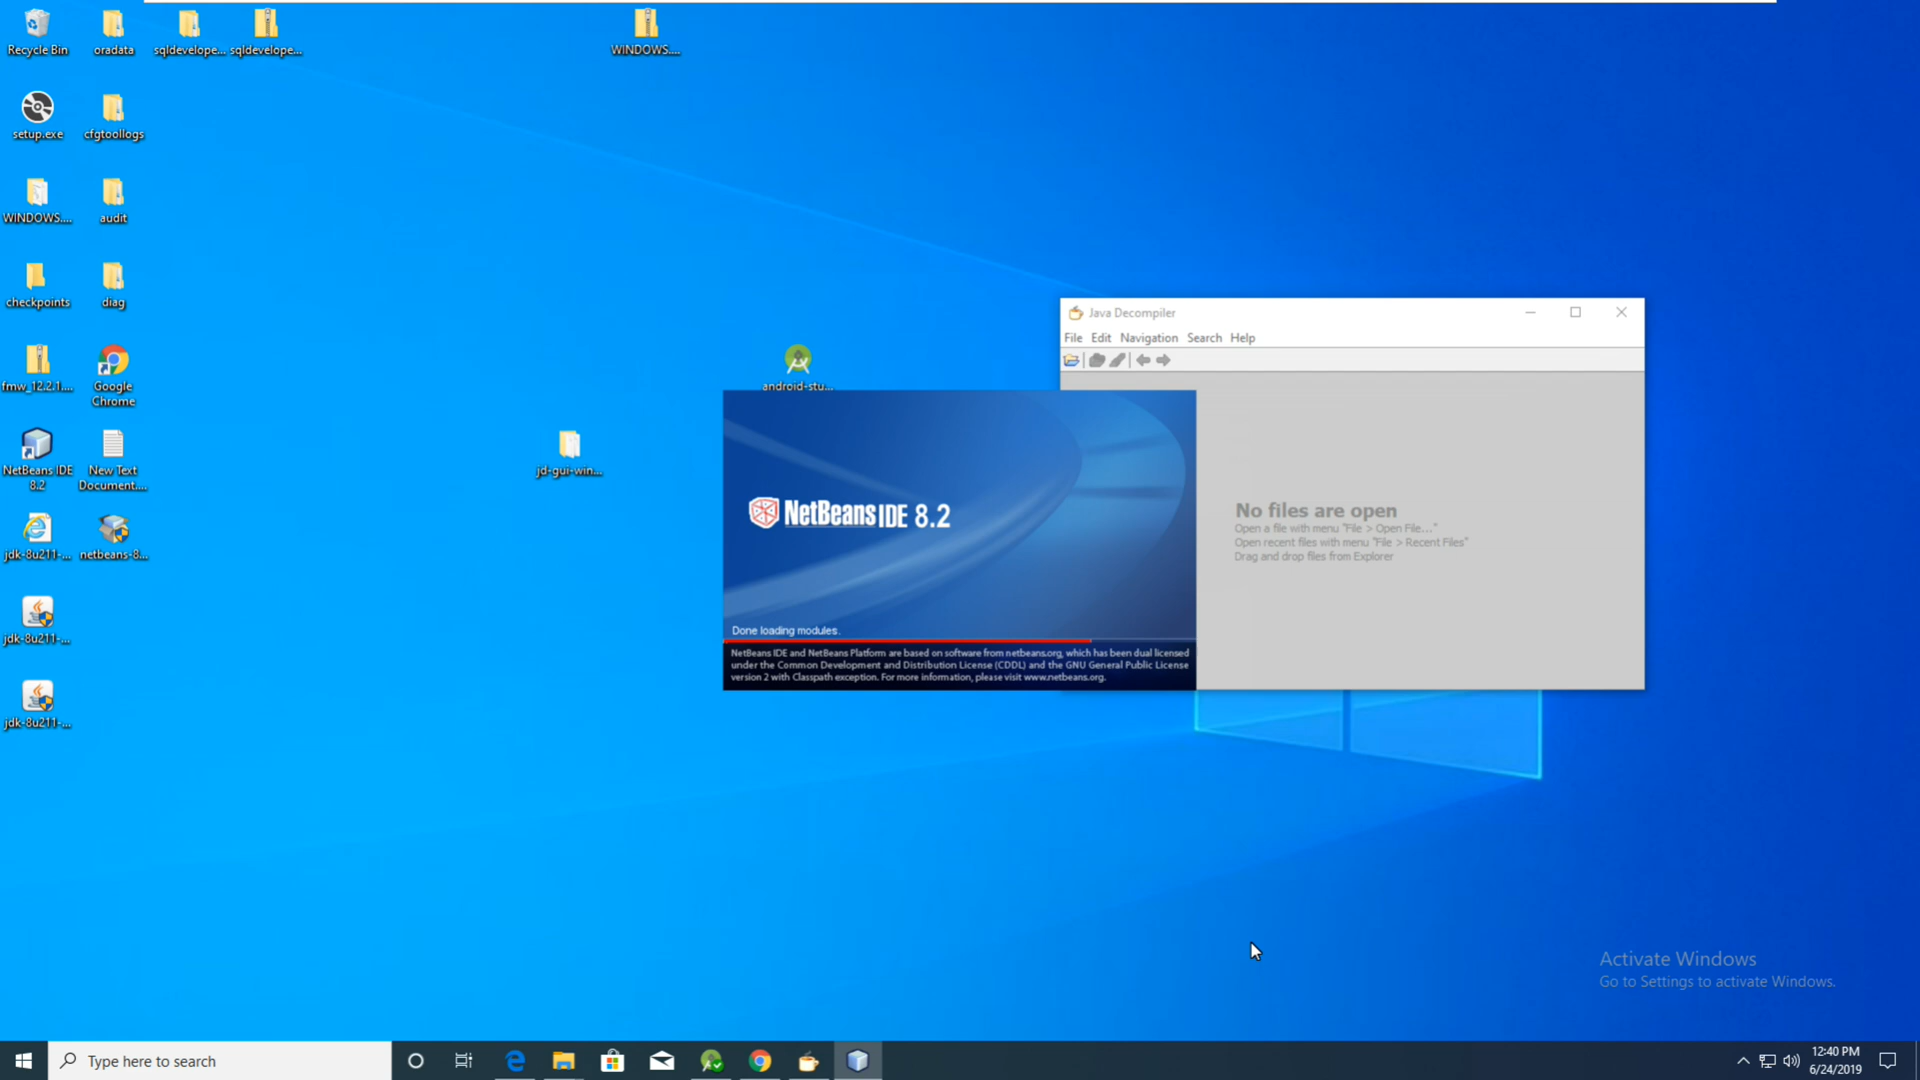 Recycle Bin
oradata
sqldevelope...
sqldevelope...
WINDOWS....
setup.exe
cfgtoollogs
WINDOWS....
audit
checkpoints
diag
fmw_12.2.1....
Google
Chrome
NetBeans IDE
8.2
New Text
Document....
jdk-8u211-...
netbeans-8...
jdk-8u211-...
jdk-8u211-...
android-stu...
jd-gui-win...
Java Decompiler
File Edit Navigation Search Help
No files are open
Open a file with menu "File > Open File..."
Open recent files with menu "File > Recent Files"
Drag and drop files from Explorer
NetBeans IDE 8.2
Done loading modules.
NetBeans IDE and NetBeans Platform are based on software from netbeans.org, which has been dual licensed
under the Common Development and Distribution License (CDDL) and the GNU General Public License
version 2 with Classpath exception. For more information, please visit www.netbeans.org.
Activate Windows
Go to Settings to activate Windows.
Type here to search
12:40 PM
6/24/2019